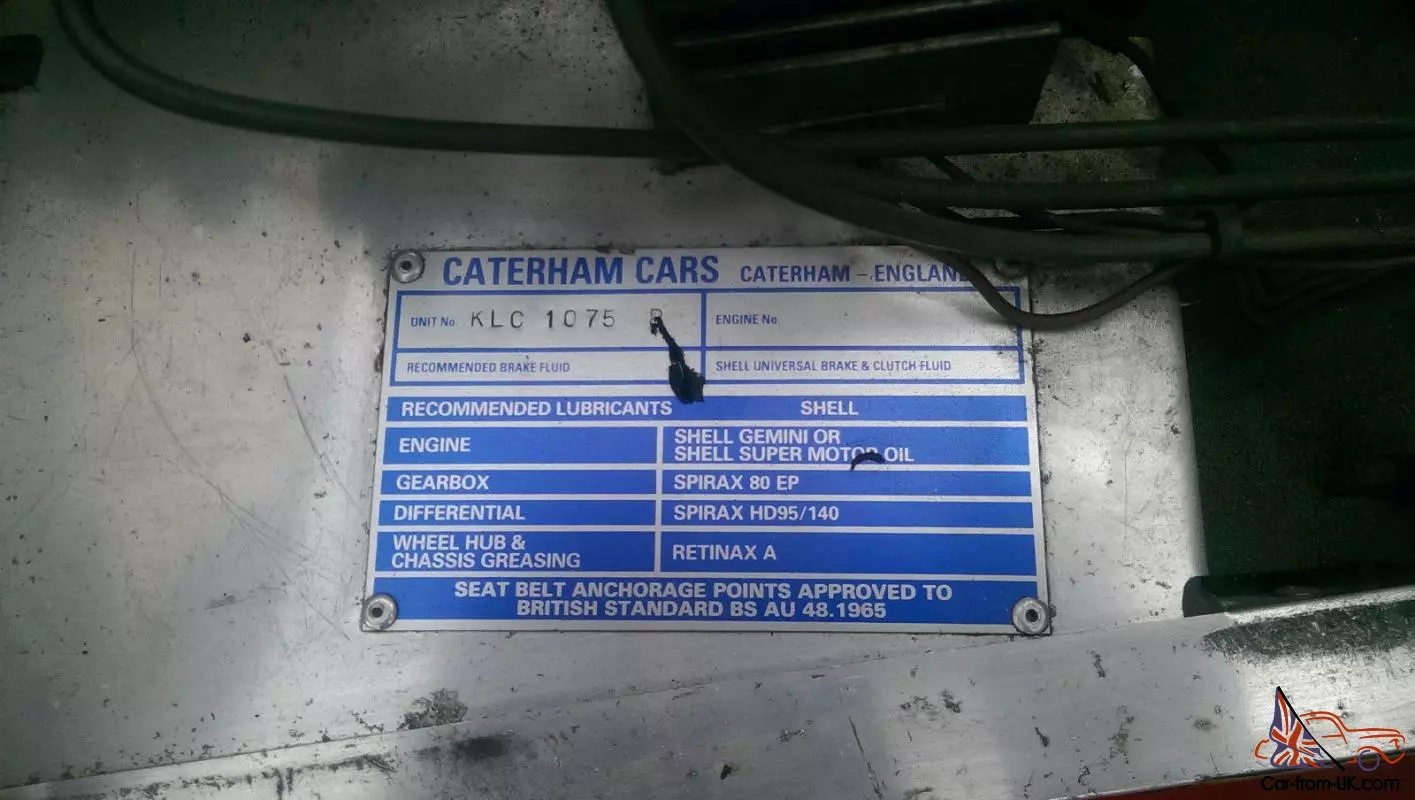 CATERHAM CARS CATERHAM - ENGLAND
UNIT No. KLC 1075 ENGINE No.
RECOMMENDED BRAKE FLUID SHELL UNIVERSAL BRAKE & CLUTCH FLUID
RECOMMENDED LUBRICANTS SHELL
ENGINE SHELL GEMINI OR
SHELL SUPER MOTOR OIL
GEARBOX SPIRAX 80 EP
DIFFERENTIAL SPIRAX HD95/140
WHEEL HUB &
CHASSIS GREASING RETINAX A
SEAT BELT ANCHORAGE POINTS APPROVED TO
BRITISH STANDARD BS AU 48.1965
Car-from-UK.com